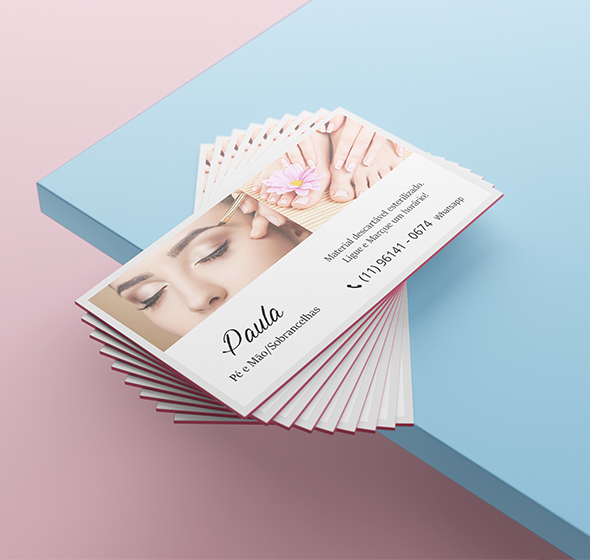 Paula
Pé e Mão/Sobrancelhas
Material descartável esterilizado.
Ligue e Marque um horário!
(11) 96141 - 0674 Whatsapp